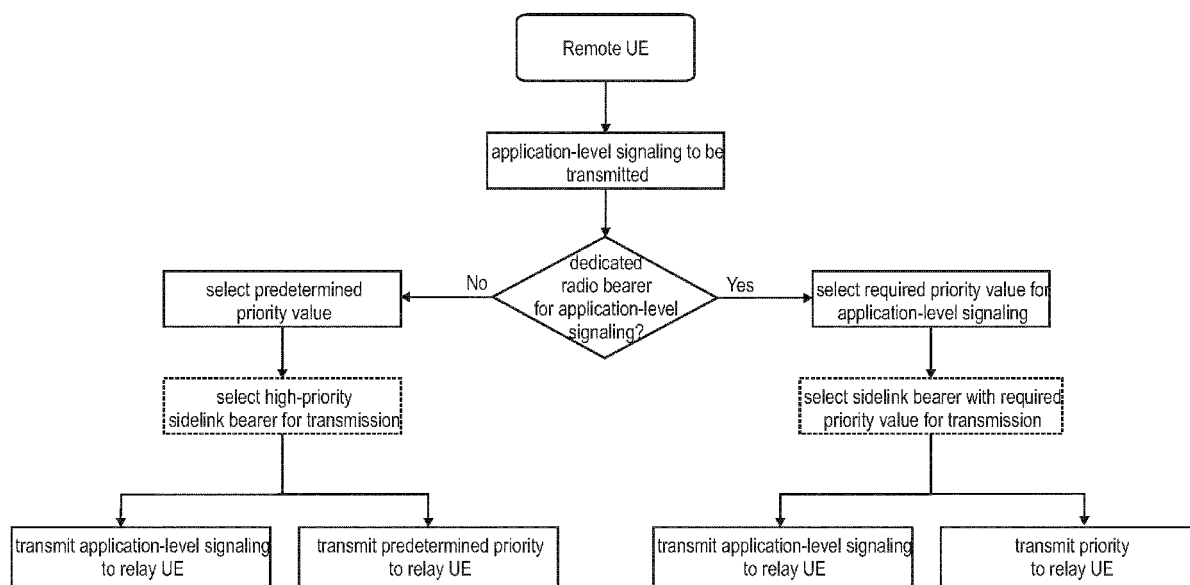 Remote UE
application-level signaling to be
transmitted
dedicated
radio bearer
for application-level
signaling?
No
Yes
select predetermined
priority value
select required priority value for
application-level signaling
select high-priority
sidelink bearer for transmission
select sidelink bearer with required
priority value for transmission
transmit application-level signaling
to relay UE
transmit predetermined priority
to relay UE
transmit application-level signaling
to relay UE
transmit priority
to relay UE